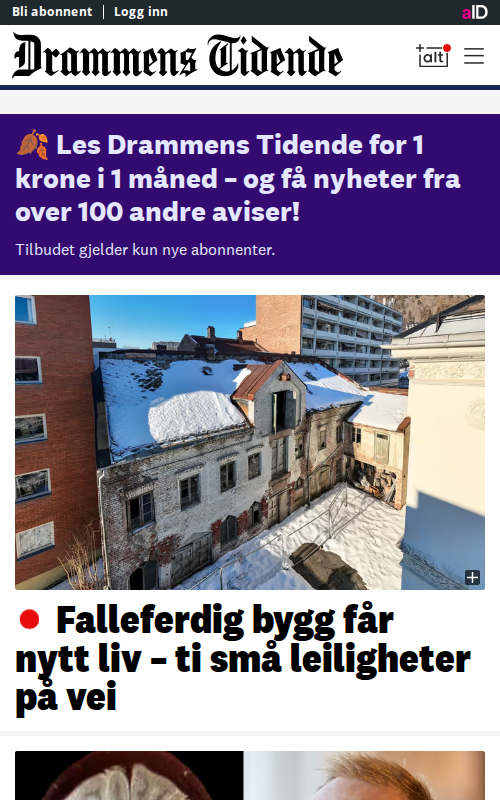 Bli abonnent Logg inn
aID
Drammens Tidende
+alt
Les Drammens Tidende for 1
krone i 1 måned – og få nyheter fra
over 100 andre aviser!
Tilbudet gjelder kun nye abonnenter.
Falleferdig bygg får
nytt liv – ti små leiligheter
på vei